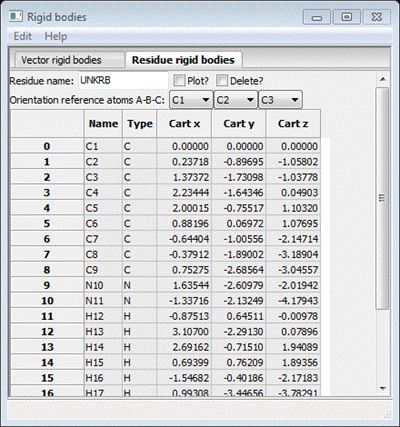 Rigid bodies
Edit Help
Vector rigid bodies Residue rigid bodies
Residue name: UNKRB Plot? Delete?
Orientation reference atoms A-B-C: C1 C2 C3
Name Type Cart x Cart y Cart z
0 C1 C 0.00000 0.00000 0.00000
1 C2 C 0.23718 -0.89695 -1.05802
2 C3 C 1.37372 -1.73098 -1.03778
3 C4 C 2.23444 -1.64346 0.04903
4 C5 C 2.00015 -0.75517 1.10320
5 C6 C 0.88196 0.06972 1.07695
6 C7 C -0.64404 -1.00556 -2.14714
7 C8 C -0.37912 -1.89002 -3.18904
8 C9 C 0.75275 -2.68564 -3.04557
9 N10 N 1.63544 -2.60979 -2.01942
10 N11 N -1.33716 -2.13249 -4.17943
11 H12 H -0.87513 0.64511 -0.00978
12 H13 H 3.10700 -2.29130 0.07896
13 H14 H 2.69162 -0.71510 1.94089
14 H15 H 0.69399 0.76209 1.89356
15 H16 H -1.54682 -0.40186 -2.17183
16 H17 H 0.99308 -3.44656 -3.78291